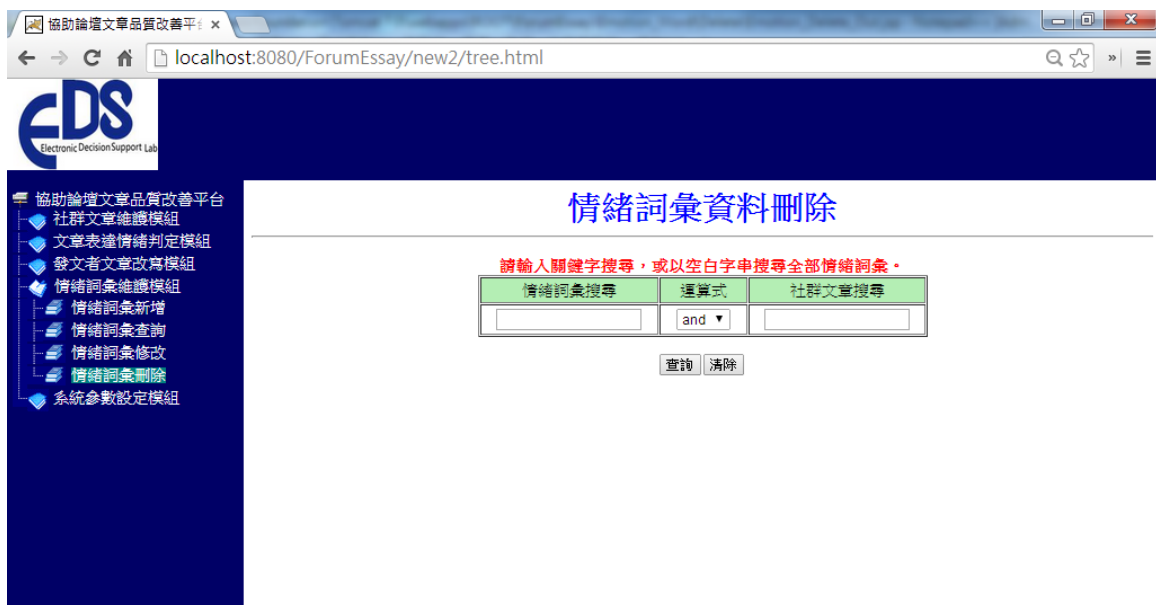 協助論壇文章品質改善平
localhost:8080/ForumEssay/new2/tree.html
EDS
Electronic Decision Support Lab
協助論壇文章品質改善平台
社群文章維護模組
文章表達情緒判定模組
發文者文章改寫模組
情緒詞彙維護模組
情緒詞彙新增
情緒詞彙查詢
情緒詞彙修改
情緒詞彙刪除
系統參數設定模組
情緒詞彙資料刪除
請輸入關鍵字搜尋，或以空白字串搜尋全部情緒詞彙。
情緒詞彙搜尋 運算式 社群文章搜尋
and
查詢 清除